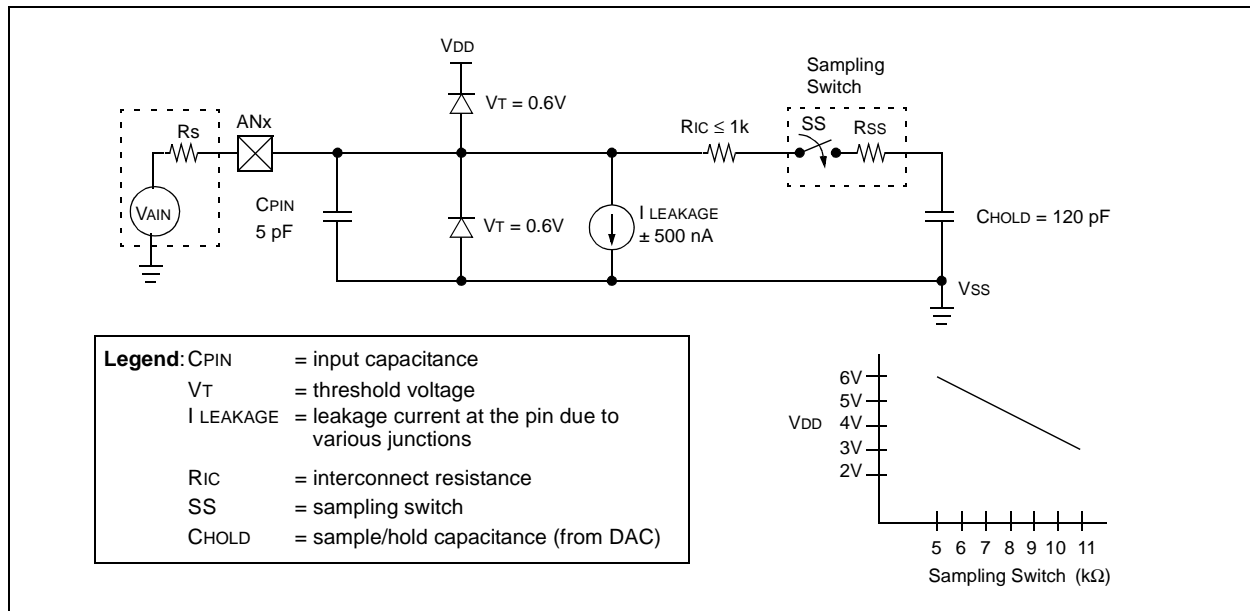 VDD
Sampling
Switch
VT = 0.6V
ANx
Rs
RIC ≤ 1k
SS
RSS
VAIN
CPIN
5 pF
VT = 0.6V
I LEAKAGE
± 500 nA
CHOLD = 120 pF
VSS
Legend: CPIN = input capacitance
VT = threshold voltage
I LEAKAGE = leakage current at the pin due to
various junctions
RIC = interconnect resistance
SS = sampling switch
CHOLD = sample/hold capacitance (from DAC)
6V
5V
VDD 4V
3V
2V
5 6 7 8 9 10 11
Sampling Switch (kΩ)